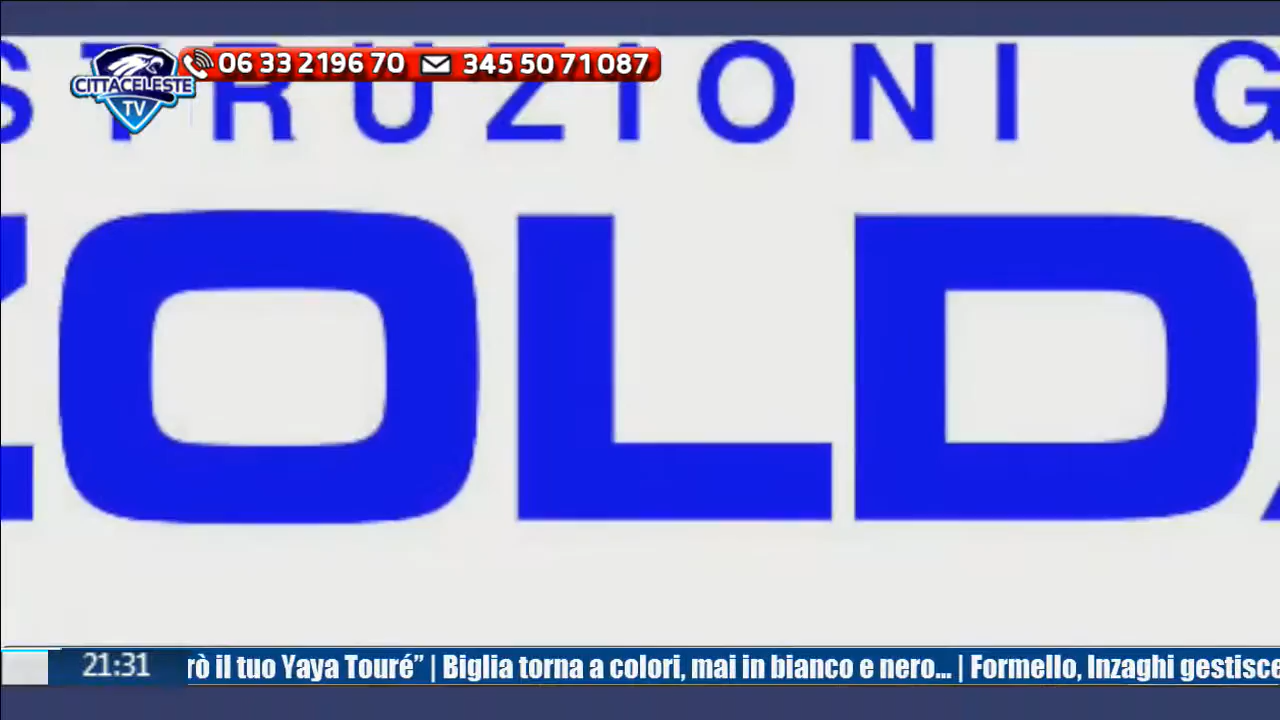 06 33 2196 70 345 50 71 087
CITTACELESTE
TV
STRUZIONI G
ZOLD
21:31 rò il tuo Yaya Touré” | Biglia torna a colori, mai in bianco e nero... | Formello, Inzaghi gestisce